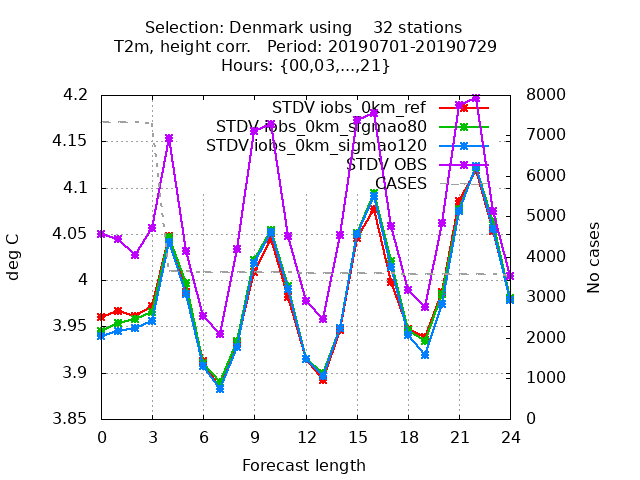 Selection: Denmark using    32 stations
T2m, height corr.   Period: 20190701-20190729
Hours: {00,03,...,21}
4.2
4.15
4.1
4.05
4
3.95
3.9
3.85
deg C
8000
7000
6000
5000
4000
3000
2000
1000
0
No cases
STDV iobs_0km_ref
STDV iobs_0km_sigmao80
STDV iobs_0km_sigmao120
STDV OBS
CASES
0 3 6 9 12 15 18 21 24
Forecast length